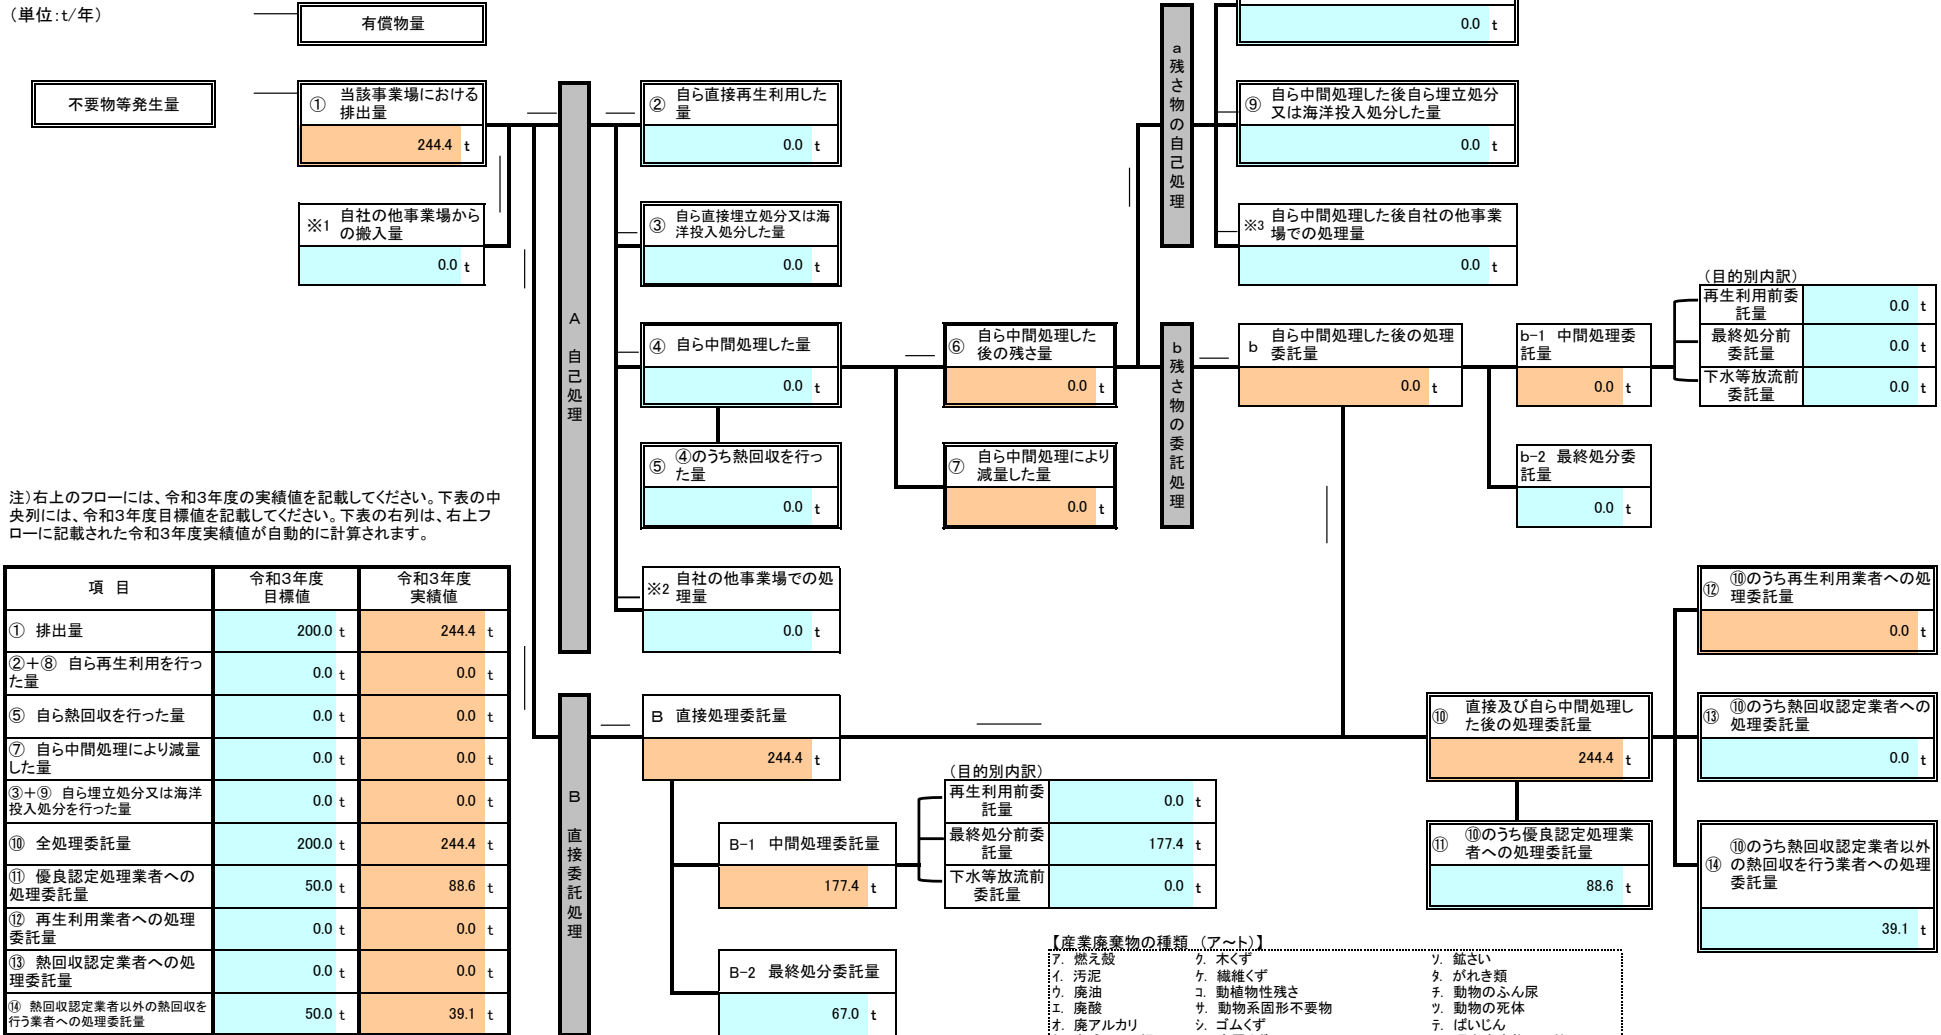 (単位:t/年)
有償物量
0.0 t
不要物等発生量
① 当該事業場における
排出量
244.4 t
② 自ら直接再生利用した
量
0.0 t
⑨ 自ら中間処理した後自ら埋立処分
又は海洋投入処分した量
0.0 t
a 残さ物の自己処理
※1 自社の他事業場から
の搬入量
0.0 t
③ 自ら直接埋立処分又は海
洋投入処分した量
0.0 t
※3 自ら中間処理した後自社の他事業
場での処理量
0.0 t
A 自己処理
④ 自ら中間処理した量
0.0 t
⑥ 自ら中間処理した
後の残さ量
0.0 t
b 残さ物の委託処理
b 自ら中間処理した後の処理
委託量
0.0 t
b-1 中間処理委
託量
0.0 t
(目的別内訳)
再生利用前委
託量
0.0 t
最終処分前
委託量
0.0 t
下水等放流前
委託量
0.0 t
⑤ ④のうち熱回収を行っ
た量
0.0 t
⑦ 自ら中間処理により
減量した量
0.0 t
b-2 最終処分委
託量
0.0 t
注)右上のフローには、令和3年度の実績値を記載してください。下表の中
央列には、令和3年度目標値を記載してください。下表の右列は、右上フ
ローに記載された令和3年度実績値が自動的に計算されます。
※2 自社の他事業場での処
理量
0.0 t
項 目 令和3年度
目標値 令和3年度
実績値
① 排出量 200.0 t 244.4 t
②+⑧ 自ら再生利用を行っ
た量 0.0 t 0.0 t
⑤ 自ら熱回収を行った量 0.0 t 0.0 t
⑦ 自ら中間処理により減量
した量 0.0 t 0.0 t
③+⑨ 自ら埋立処分又は海洋
投入処分を行った量 0.0 t 0.0 t
⑩ 全処理委託量 200.0 t 244.4 t
⑪ 優良認定処理業者への
処理委託量 50.0 t 88.6 t
⑫ 再生利用業者への処理
委託量 0.0 t 0.0 t
⑬ 熱回収認定業者への処
理委託量 0.0 t 0.0 t
⑭ 熱回収認定業者以外の熱回収を
行う業者への処理委託量 50.0 t 39.1 t
B 直接委託処理
B 直接処理委託量
244.4 t
B-1 中間処理委託量
177.4 t
(目的別内訳)
再生利用前委
託量
0.0 t
最終処分前委
託量
177.4 t
下水等放流前
委託量
0.0 t
B-2 最終処分委託量
67.0 t
⑩ 直接及び自ら中間処理し
た後の処理委託量
244.4 t
⑪ ⑩のうち優良認定処理業
者への処理委託量
88.6 t
⑫ ⑩のうち再生利用業者への処
理委託量
0.0 t
⑬ ⑩のうち熱回収認定業者への
処理委託量
0.0 t
⑭ ⑩のうち熱回収認定業者以外
の熱回収を行う業者への処理
委託量
39.1 t
【産業廃棄物の種類 (ア~ト)】
ア. 燃え殻 ク. 木くず ソ. 鉱さい
イ. 汚泥 ケ. 繊維くず タ. がれき類
ウ. 廃油 コ. 動植物性残さ チ. 動物のふん尿
エ. 廃酸 サ. 動物系固形不要物 ツ. 動物の死体
オ. 廃アルカリ シ. ゴムくず テ. ばいじん